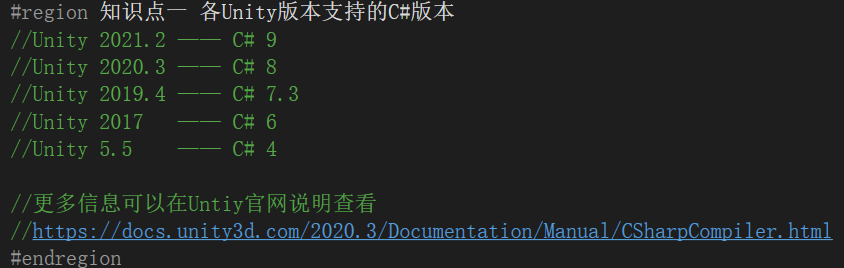 #region 知识点一 各Unity版本支持的C#版本
//Unity 2021.2 —— C# 9
//Unity 2020.3 —— C# 8
//Unity 2019.4 —— C# 7.3
//Unity 2017   —— C# 6
//Unity 5.5    —— C# 4

//更多信息可以在Untiy官网说明查看
//https://docs.unity3d.com/2020.3/Documentation/Manual/CSharpCompiler.html
#endregion